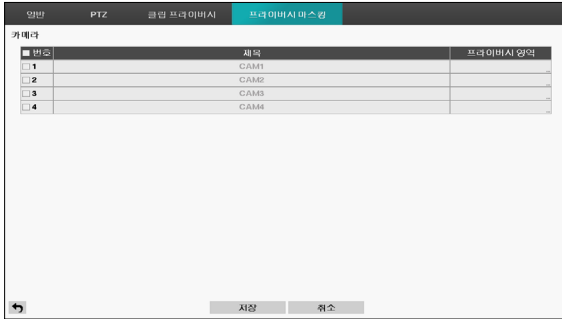 일반 PTZ 클립 프라이버시 프라이버시 마스킹
카메라
번호 제목 프라이버시 영역
1 CAM1 ...
2 CAM2 ...
3 CAM3 ...
4 CAM4 ...
저장 취소